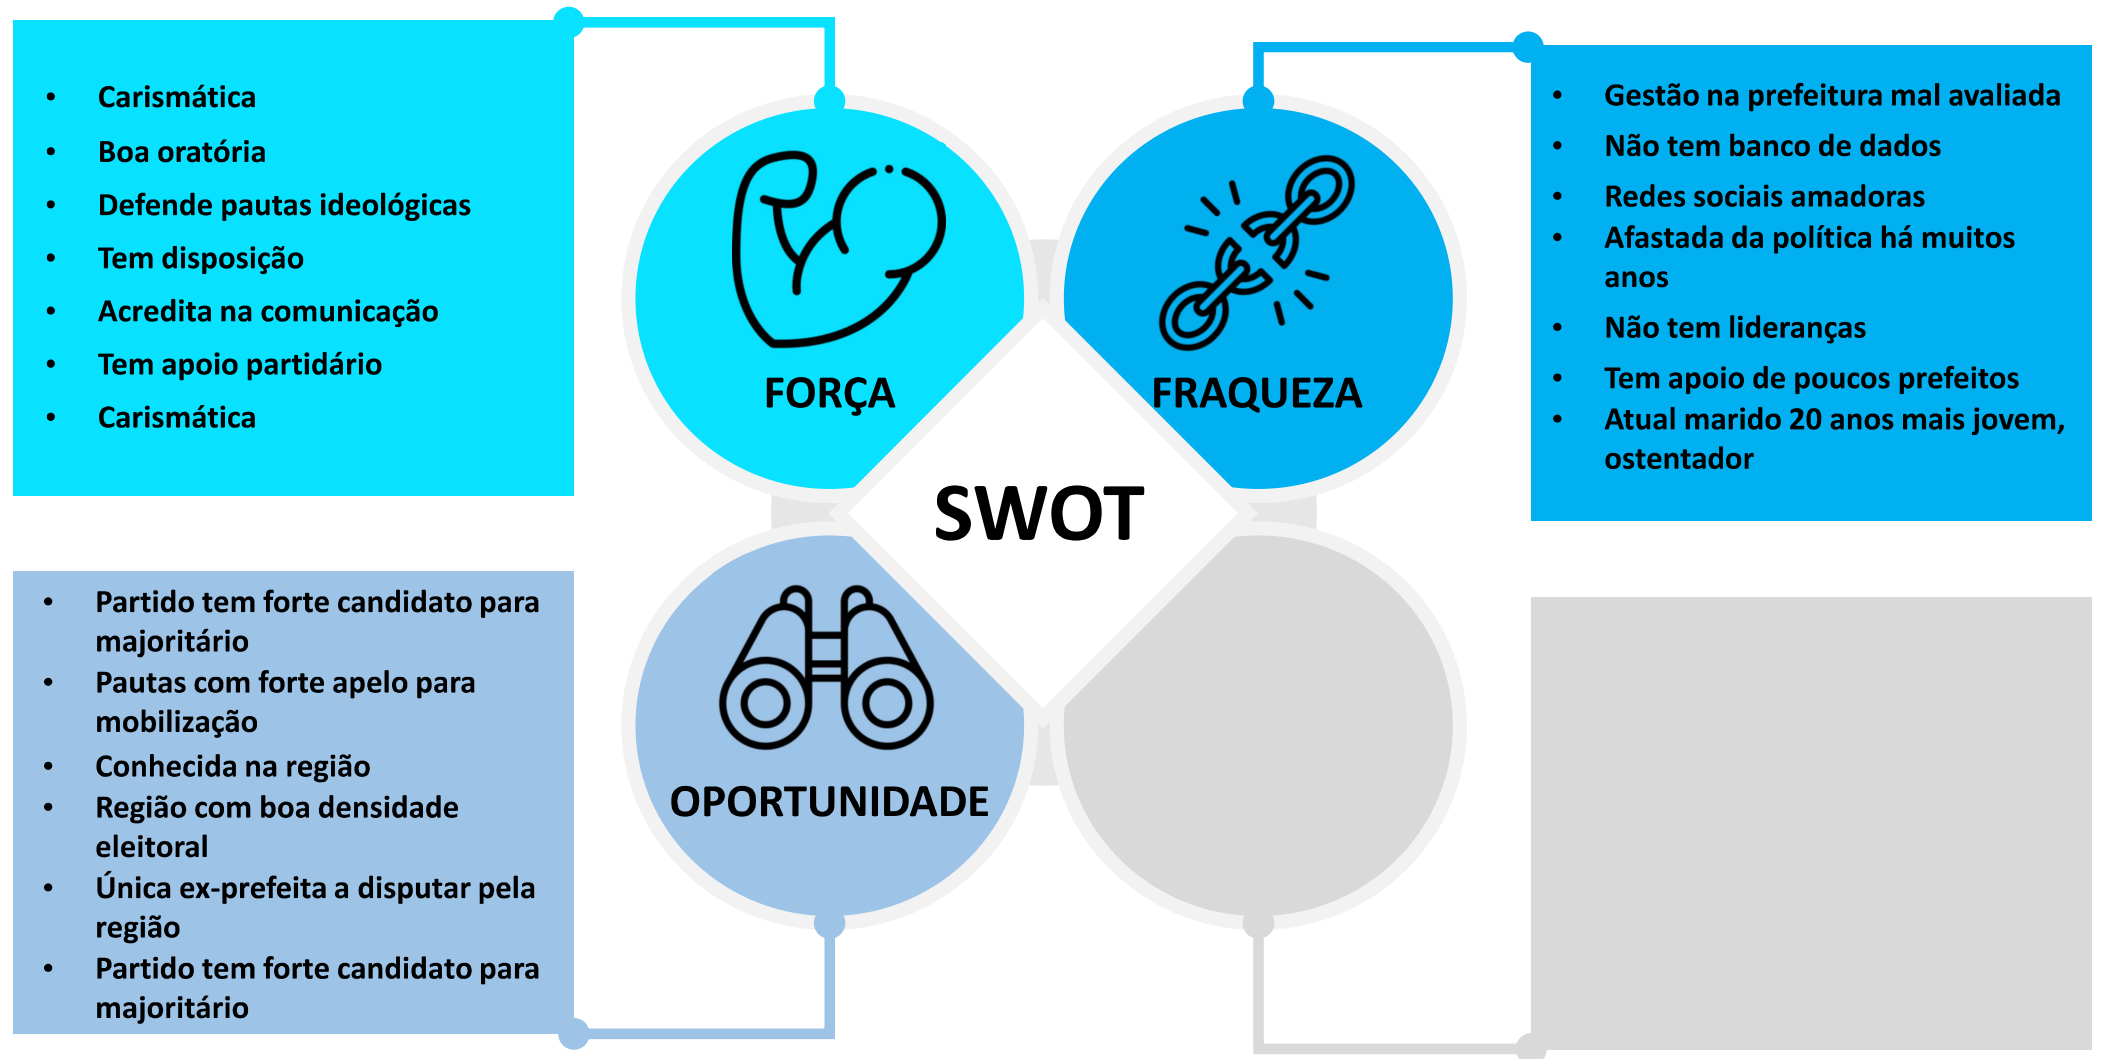 • Carismática
• Boa oratória
• Defende pautas ideológicas
• Tem disposição
• Acredita na comunicação
• Tem apoio partidário
• Carismática
FORÇA
FRAQUEZA
• Gestão na prefeitura mal avaliada
• Não tem banco de dados
• Redes sociais amadoras
• Afastada da política há muitos
anos
• Não tem lideranças
• Tem apoio de poucos prefeitos
• Atual marido 20 anos mais jovem,
ostentador
SWOT
• Partido tem forte candidato para
majoritário
• Pautas com forte apelo para
mobilização
• Conhecida na região
• Região com boa densidade
eleitoral
• Única ex-prefeita a disputar pela
região
• Partido tem forte candidato para
majoritário
OPORTUNIDADE